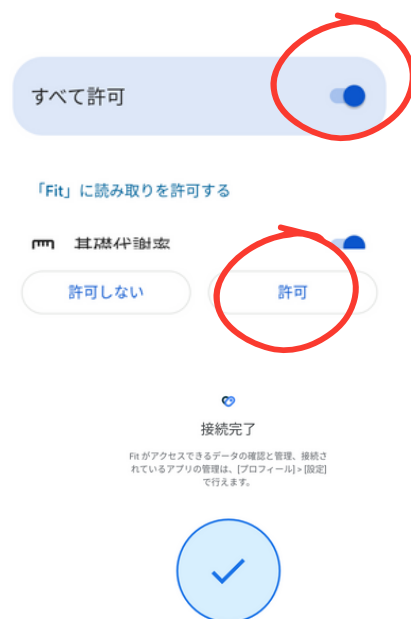 すべて許可
「Fit」に読み取りを許可する
基礎代謝率
許可しない
許可
接続完了
Fit がアクセスできるデータの確認と管理、接続さ
れているアプリの管理は、[プロフィール] > [設定]
で行えます。